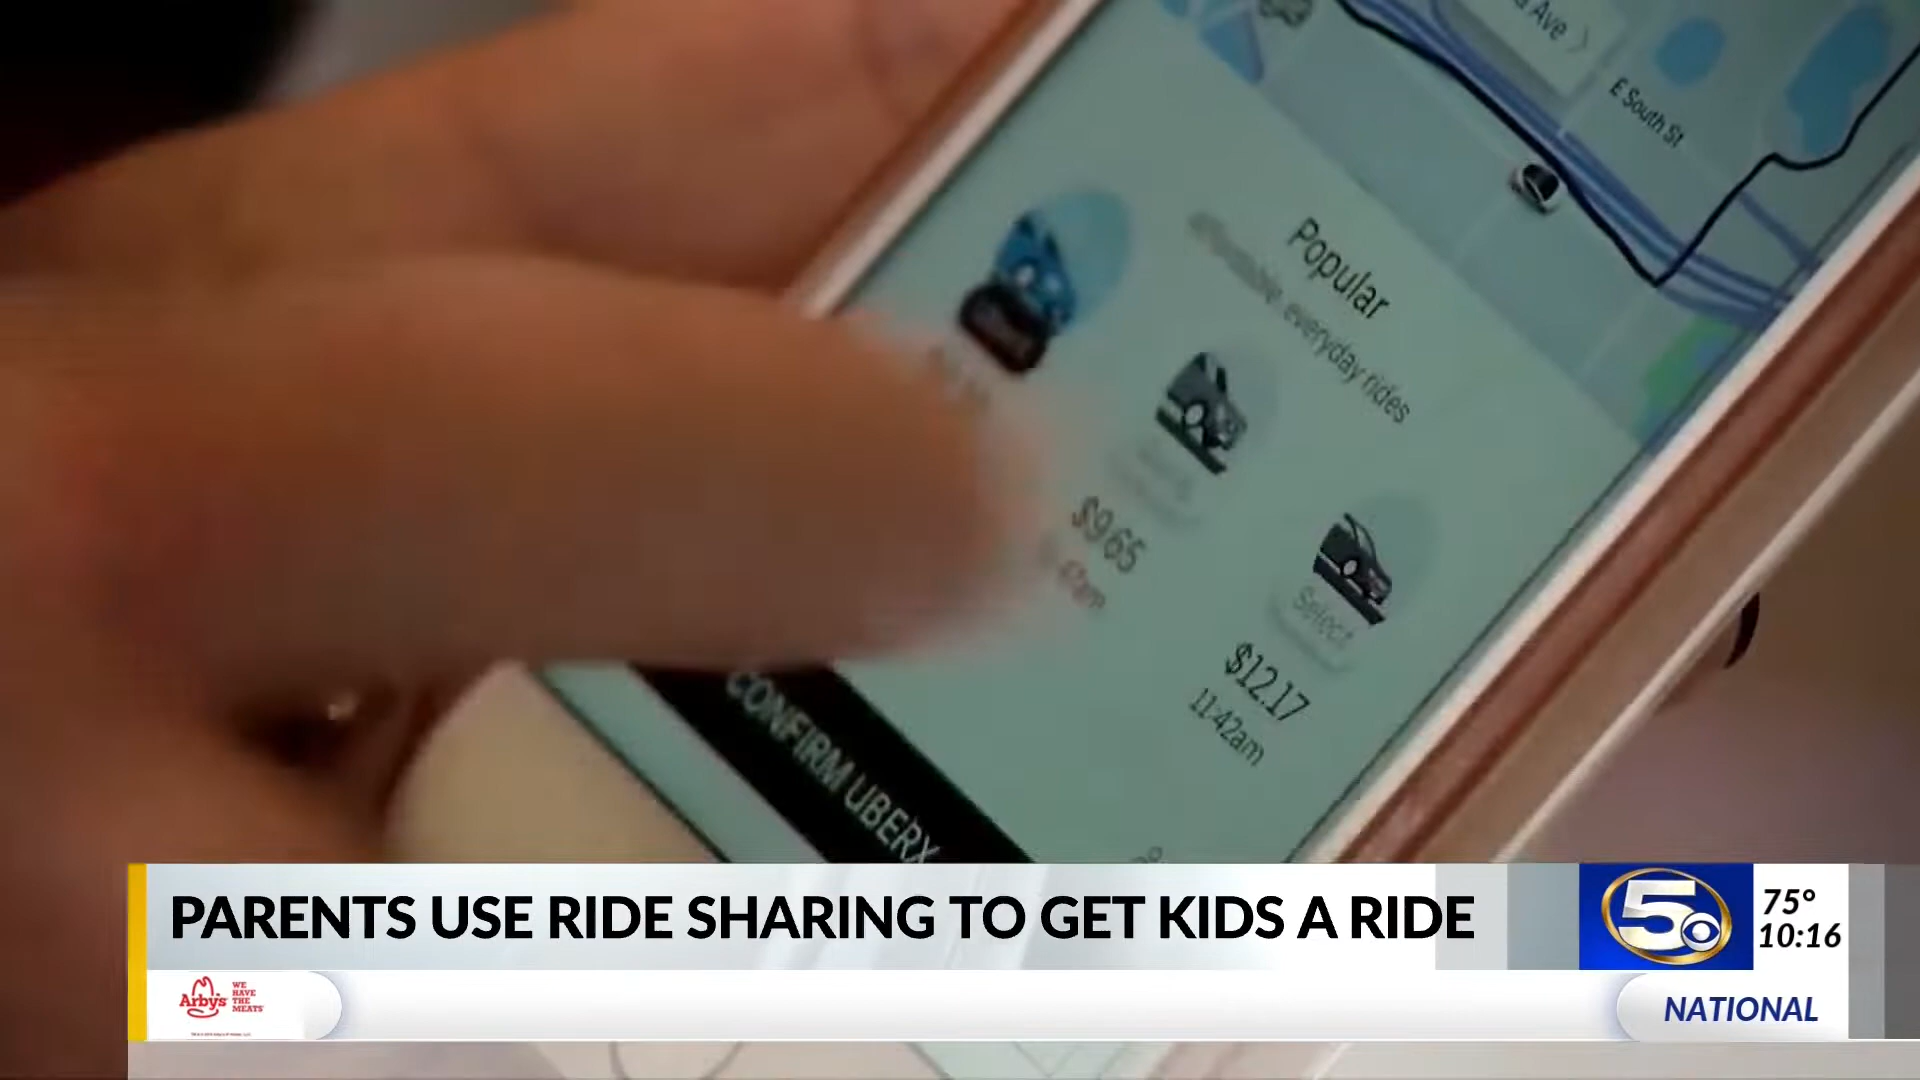 a Ave >
E South St
Popular
affordable, everyday rides
$9.65
Select
$12.17
11:42am
CONFIRM UBERX
PARENTS USE RIDE SHARING TO GET KIDS A RIDE
5
75°
10:16
Arby's
WE
HAVE
THE
MEATS
NATIONAL